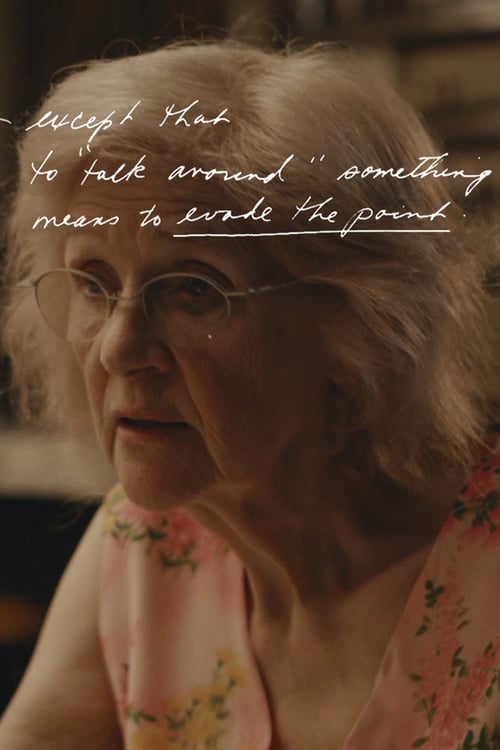 – except that
to "talk around" something
means to evade the point.